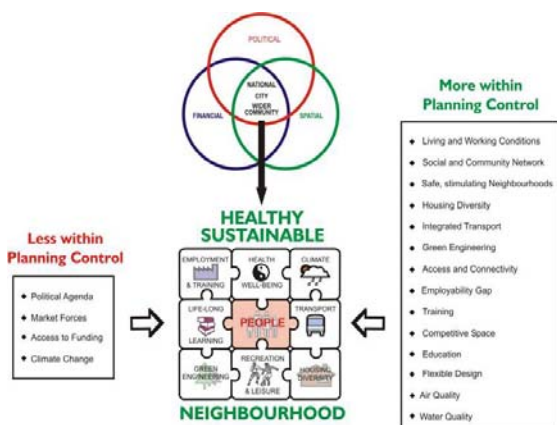 POLITICAL
NATIONAL
CITY
WIDER
COMMUNITY
FINANCIAL
SPATIAL
HEALTHY
SUSTAINABLE
EMPLOYMENT
& TRAINING
HEALTH
WELL-BEING
CLIMATE
LIFE-LONG
LEARNING
PEOPLE
TRANSPORT
GREEN
ENGINEERING
RECREATION
& LEISURE
HOUSING
DIVERSITY
NEIGHBOURHOOD
Less within
Planning Control
Political Agenda
Market Forces
Access to Funding
Climate Change
More within
Planning Control
Living and Working Conditions
Social and Community Network
Safe, stimulating Neighbourhoods
Housing Diversity
Integrated Transport
Green Engineering
Access and Connectivity
Employability Gap
Training
Competitive Space
Education
Flexible Design
Air Quality
Water Quality